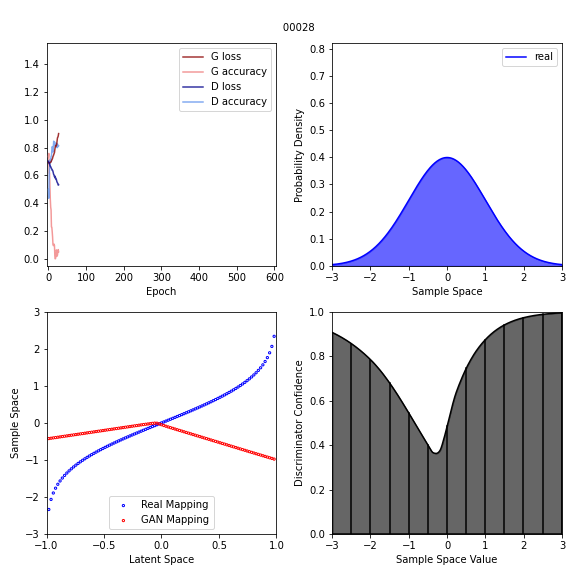 00028
1.4
1.2
1.0
0.8
0.6
0.4
0.2
0.0
0 100 200 300 400 500 600
Epoch
G loss
G accuracy
D loss
D accuracy
Probability Density
0.8
0.7
0.6
0.5
0.4
0.3
0.2
0.1
0.0
−3 −2 −1 0 1 2 3
Sample Space
real
Sample Space
3
2
1
0
−1
−2
−3
−1.0 −0.5 0.0 0.5 1.0
Latent Space
Real Mapping
GAN Mapping
Discriminator Confidence
1.0
0.8
0.6
0.4
0.2
0.0
−3 −2 −1 0 1 2 3
Sample Space Value